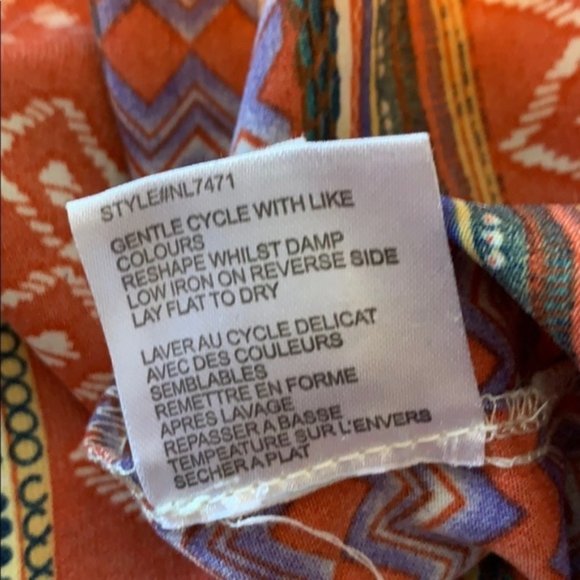 STYLE#NL7471
GENTLE CYCLE WITH LIKE
COLOURS
RESHAPE WHILST DAMP
LOW IRON ON REVERSE SIDE
LAY FLAT TO DRY
LAVER AU CYCLE DELICAT
AVEC DES COULEURS
SEMBLABLES
REMETTRE EN FORME
APRÈS LAVAGE
REPASSER A BASSE
TEMPEATURE SUR L'ENVERS
SECHER A PLAT